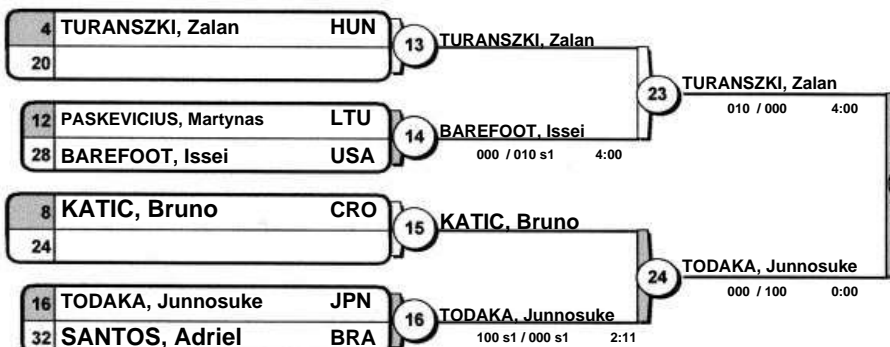 4 TURANSZKI, Zalan HUN
20
13 TURANSZKI, Zalan
23 TURANSZKI, Zalan
010 / 000 4:00
12 PASKEVICIUS, Martynas LTU
28 BAREFOOT, Issei USA
14 BAREFOOT, Issei
000 / 010 s1 4:00
8 KATIC, Bruno CRO
24
15 KATIC, Bruno
24 TODAKA, Junnosuke
000 / 100 0:00
16 TODAKA, Junnosuke JPN
32 SANTOS, Adriel BRA
16 TODAKA, Junnosuke
100 s1 / 000 s1 2:11